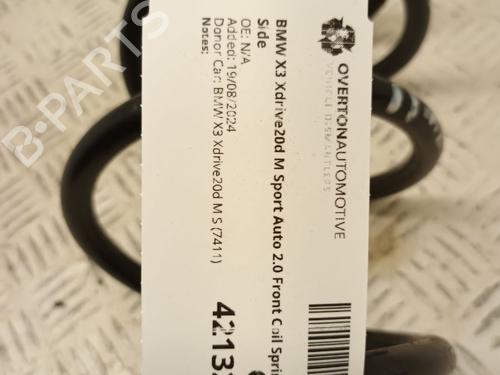 OVERTONAUTOMOTIVE
VEHICLE DISMANTLERS
BMW X3 Xdrive20d M Sport Auto 2.0 Front Coil Sprin
Side
OE: N/A
Added: 19/08/2024
Donor Car: BMW X3 Xdrive20d M S (7411)
Notes:
4213
B-PARTS